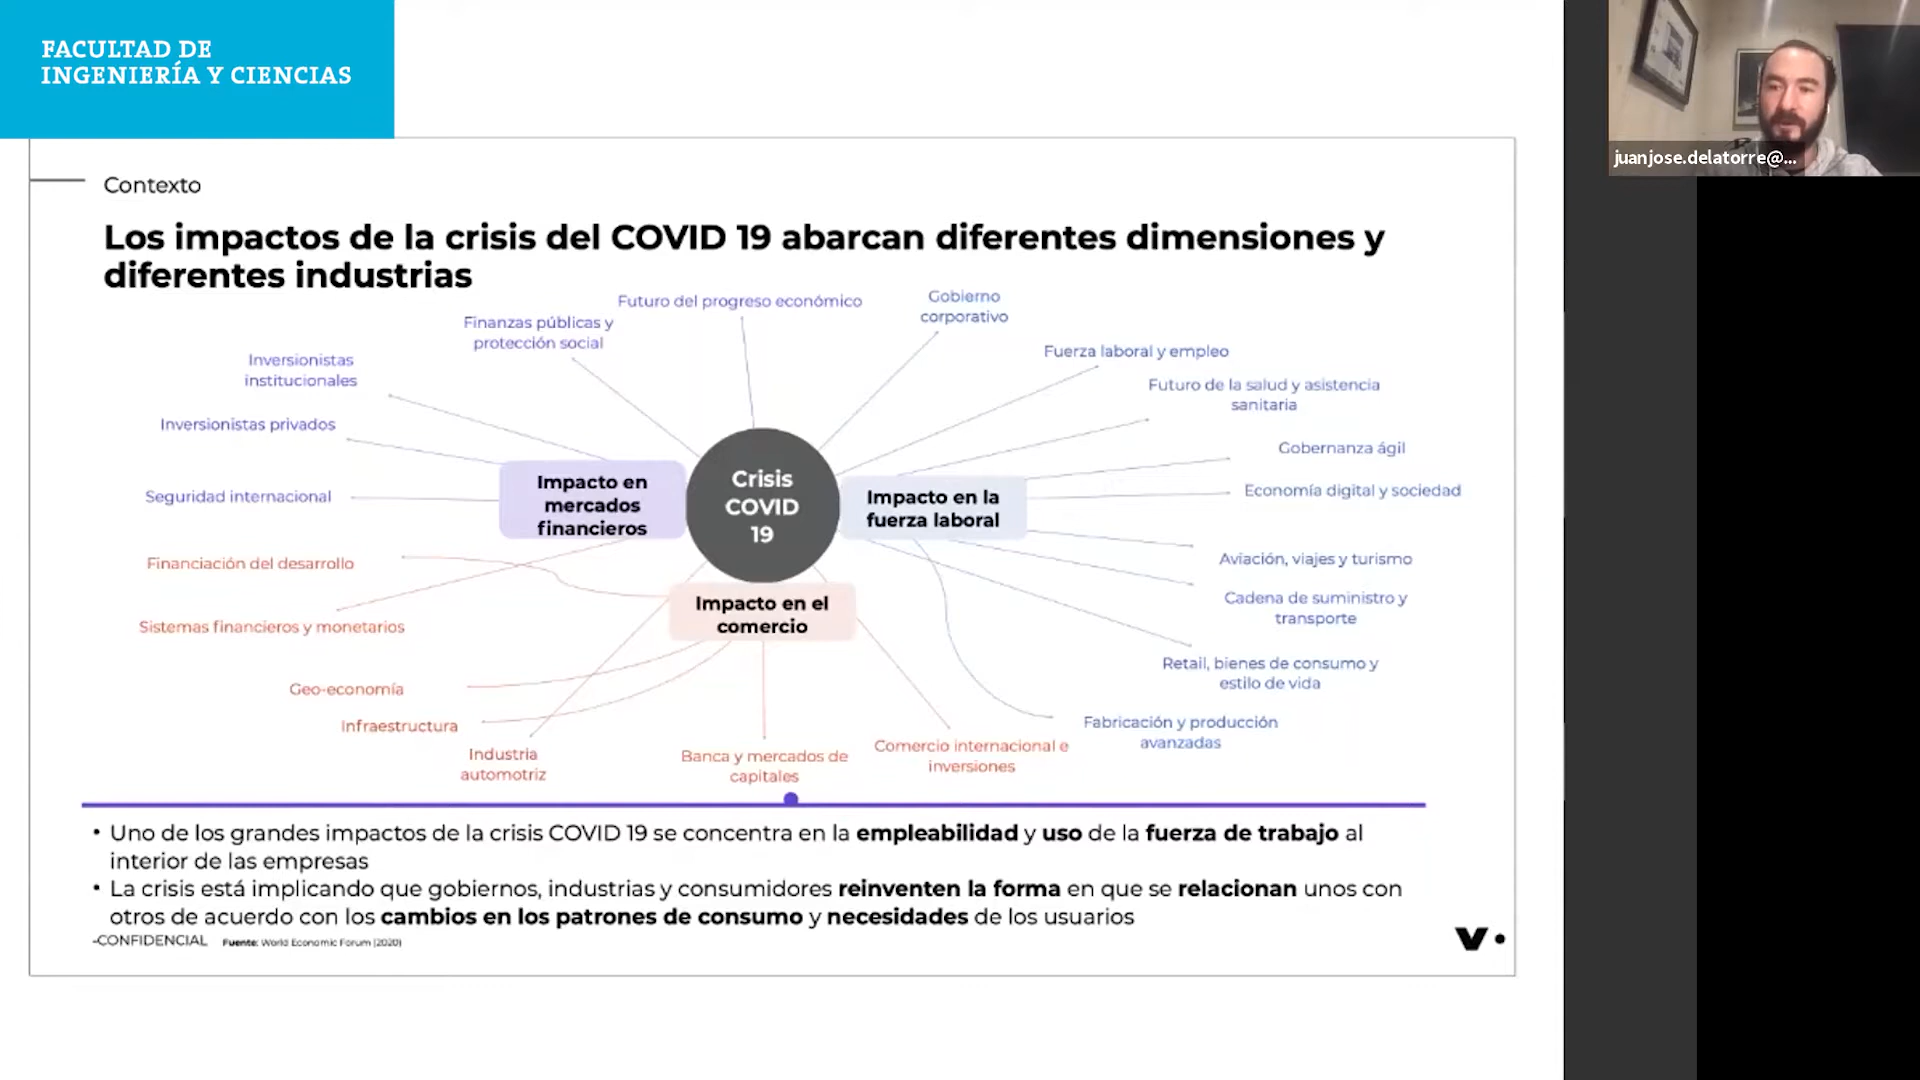 FACULTAD DE
INGENIERÍA Y CIENCIAS
juanjose.delatorre@...
Contexto
Los impactos de la crisis del COVID 19 abarcan diferentes dimensiones y
diferentes industrias
Futuro del progreso económico
Gobierno
corporativo
Finanzas públicas y
protección social
Fuerza laboral y empleo
Inversionistas
institucionales
Futuro de la salud y asistencia
sanitaria
Inversionistas privados
Gobernanza ágil
Seguridad internacional
Impacto en
mercados
financieros
Crisis
COVID
19
Impacto en la
fuerza laboral
Economía digital y sociedad
Financiación del desarrollo
Aviación, viajes y turismo
Impacto en el
comercio
Cadena de suministro y
transporte
Sistemas financieros y monetarios
Retail, bienes de consumo y
estilo de vida
Geo-economía
Infraestructura
Fabricación y producción
avanzadas
Industria
automotriz
Banca y mercados de
capitales
Comercio internacional e
inversiones
• Uno de los grandes impactos de la crisis COVID 19 se concentra en la empleabilidad y uso de la fuerza de trabajo al
interior de las empresas
• La crisis está implicando que gobiernos, industrias y consumidores reinventen la forma en que se relacionan unos con
otros de acuerdo con los cambios en los patrones de consumo y necesidades de los usuarios
-CONFIDENCIAL Fuente: World Economic Forum (2020)
V•